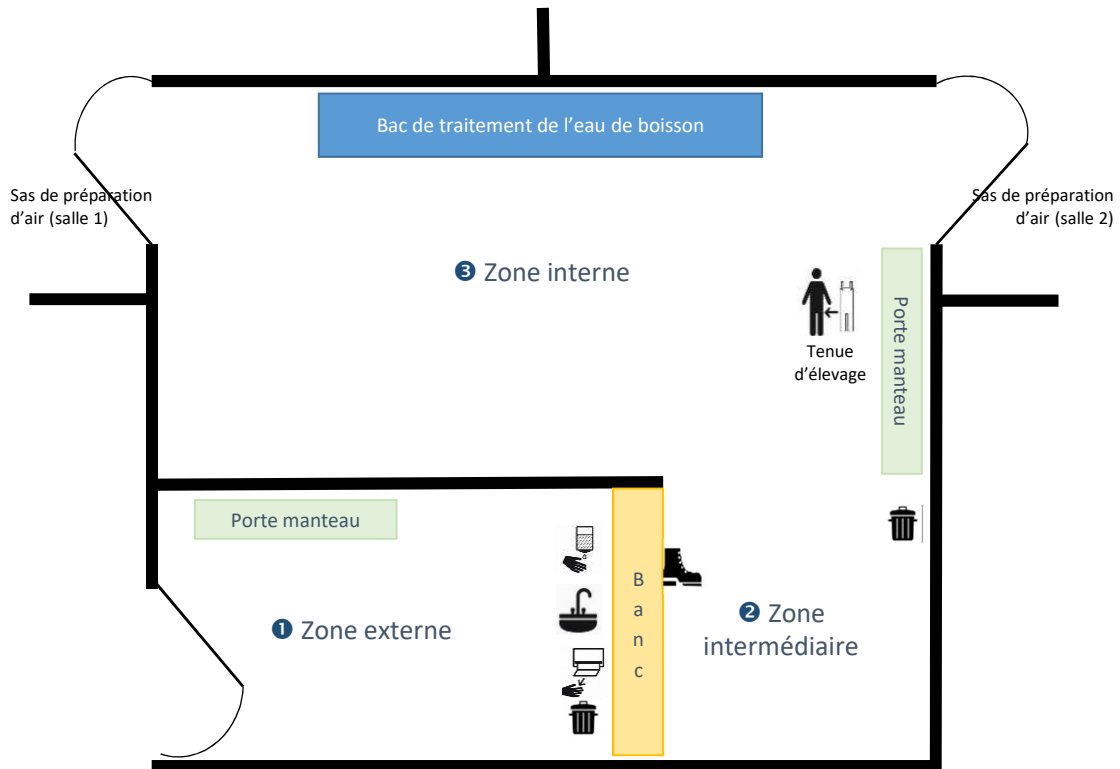 Bac de traitement de l’eau de boisson
Sas de préparation
d’air (salle 1)
Sas de préparation
d’air (salle 2)
❸ Zone interne
Porte manteau
Tenue
d’élevage
Porte manteau
Banc
❶ Zone externe
❷ Zone
intermédiaire